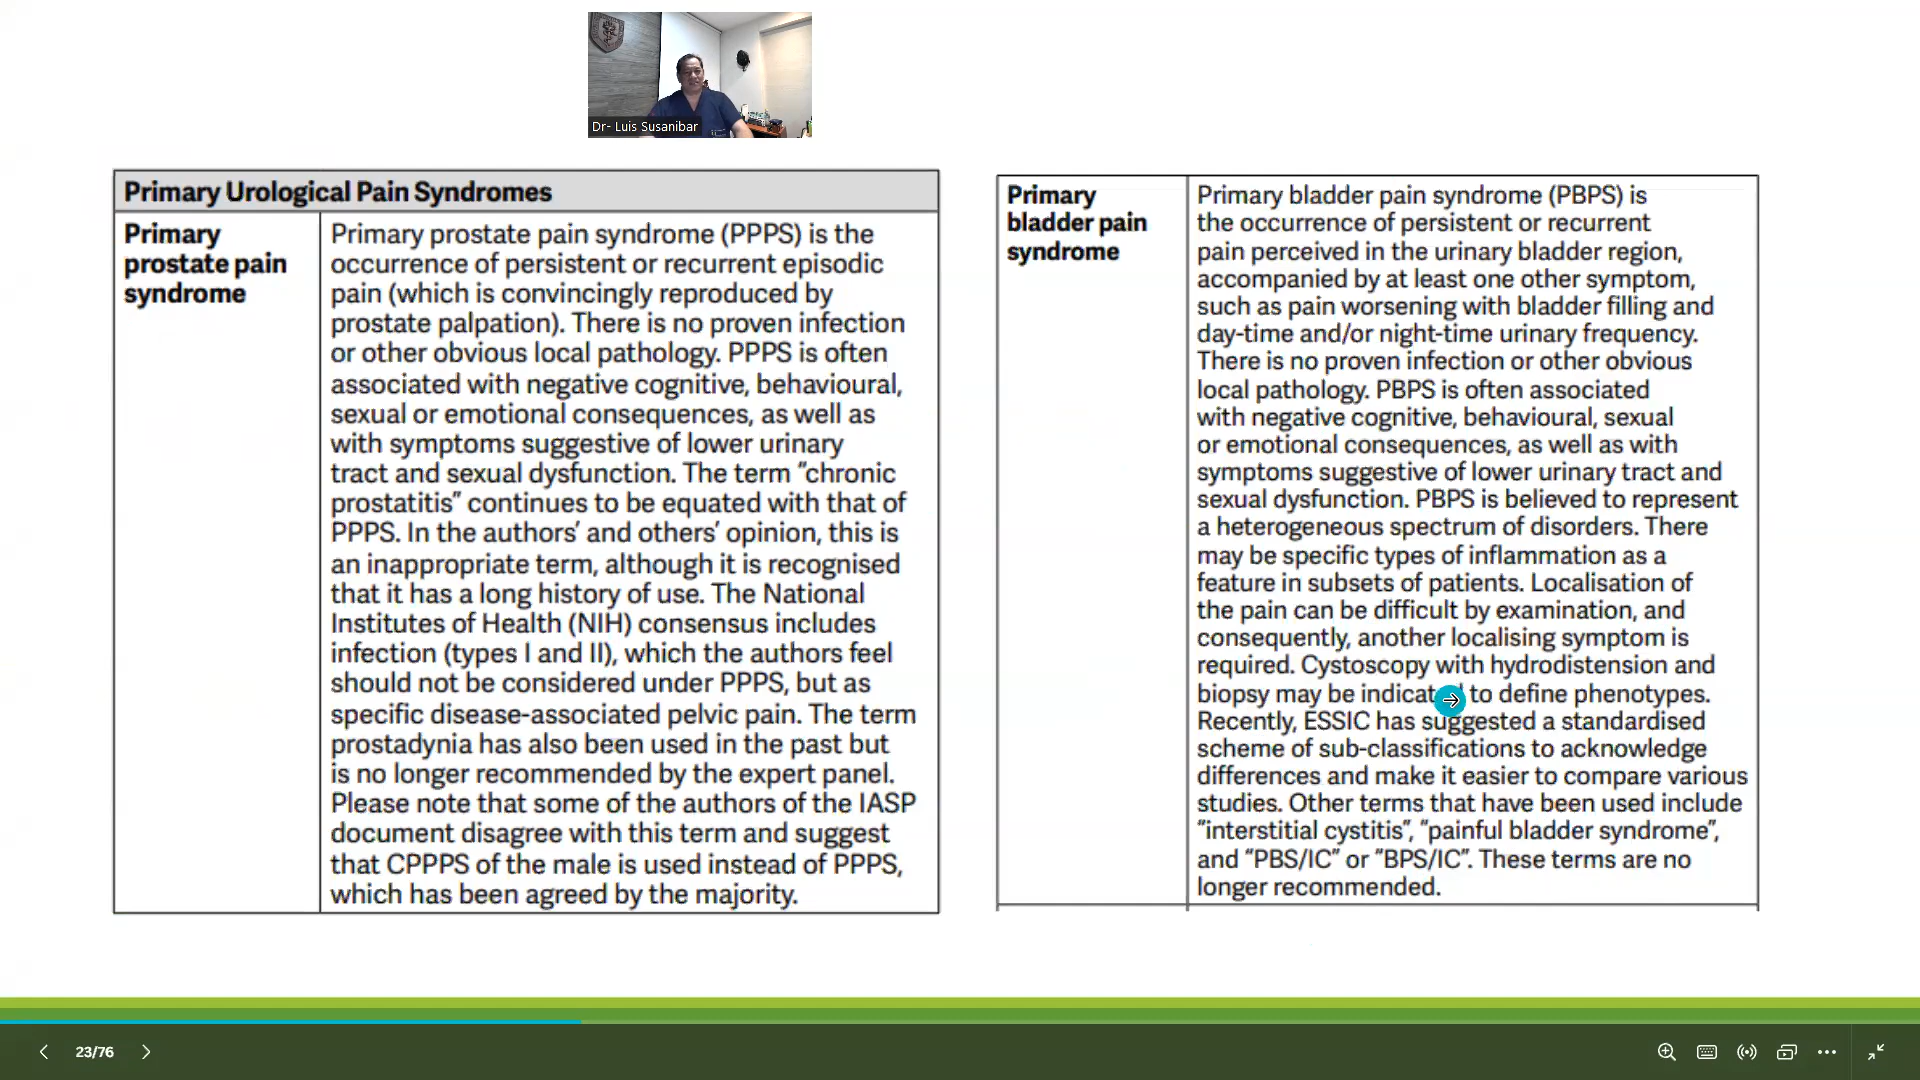 Dr- Luis Susanibar
Primary Urological Pain Syndromes
Primary
prostate pain
syndrome
Primary prostate pain syndrome (PPPS) is the
occurrence of persistent or recurrent episodic
pain (which is convincingly reproduced by
prostate palpation). There is no proven infection
or other obvious local pathology. PPPS is often
associated with negative cognitive, behavioural,
sexual or emotional consequences, as well as
with symptoms suggestive of lower urinary
tract and sexual dysfunction. The term “chronic
prostatitis” continues to be equated with that of
PPPS. In the authors’ and others’ opinion, this is
an inappropriate term, although it is recognised
that it has a long history of use. The National
Institutes of Health (NIH) consensus includes
infection (types I and II), which the authors feel
should not be considered under PPPS, but as
specific disease-associated pelvic pain. The term
prostadynia has also been used in the past but
is no longer recommended by the expert panel.
Please note that some of the authors of the IASP
document disagree with this term and suggest
that CPPPS of the male is used instead of PPPS,
which has been agreed by the majority.
Primary
bladder pain
syndrome
Primary bladder pain syndrome (PBPS) is
the occurrence of persistent or recurrent
pain perceived in the urinary bladder region,
accompanied by at least one other symptom,
such as pain worsening with bladder filling and
day-time and/or night-time urinary frequency.
There is no proven infection or other obvious
local pathology. PBPS is often associated
with negative cognitive, behavioural, sexual
or emotional consequences, as well as with
symptoms suggestive of lower urinary tract and
sexual dysfunction. PBPS is believed to represent
a heterogeneous spectrum of disorders. There
may be specific types of inflammation as a
feature in subsets of patients. Localisation of
the pain can be difficult by examination, and
consequently, another localising symptom is
required. Cystoscopy with hydrodistension and
biopsy may be indicated to define phenotypes.
Recently, ESSIC has suggested a standardised
scheme of sub-classifications to acknowledge
differences and make it easier to compare various
studies. Other terms that have been used include
“interstitial cystitis”, “painful bladder syndrome”,
and “PBS/IC” or “BPS/IC”. These terms are no
longer recommended.
23/76